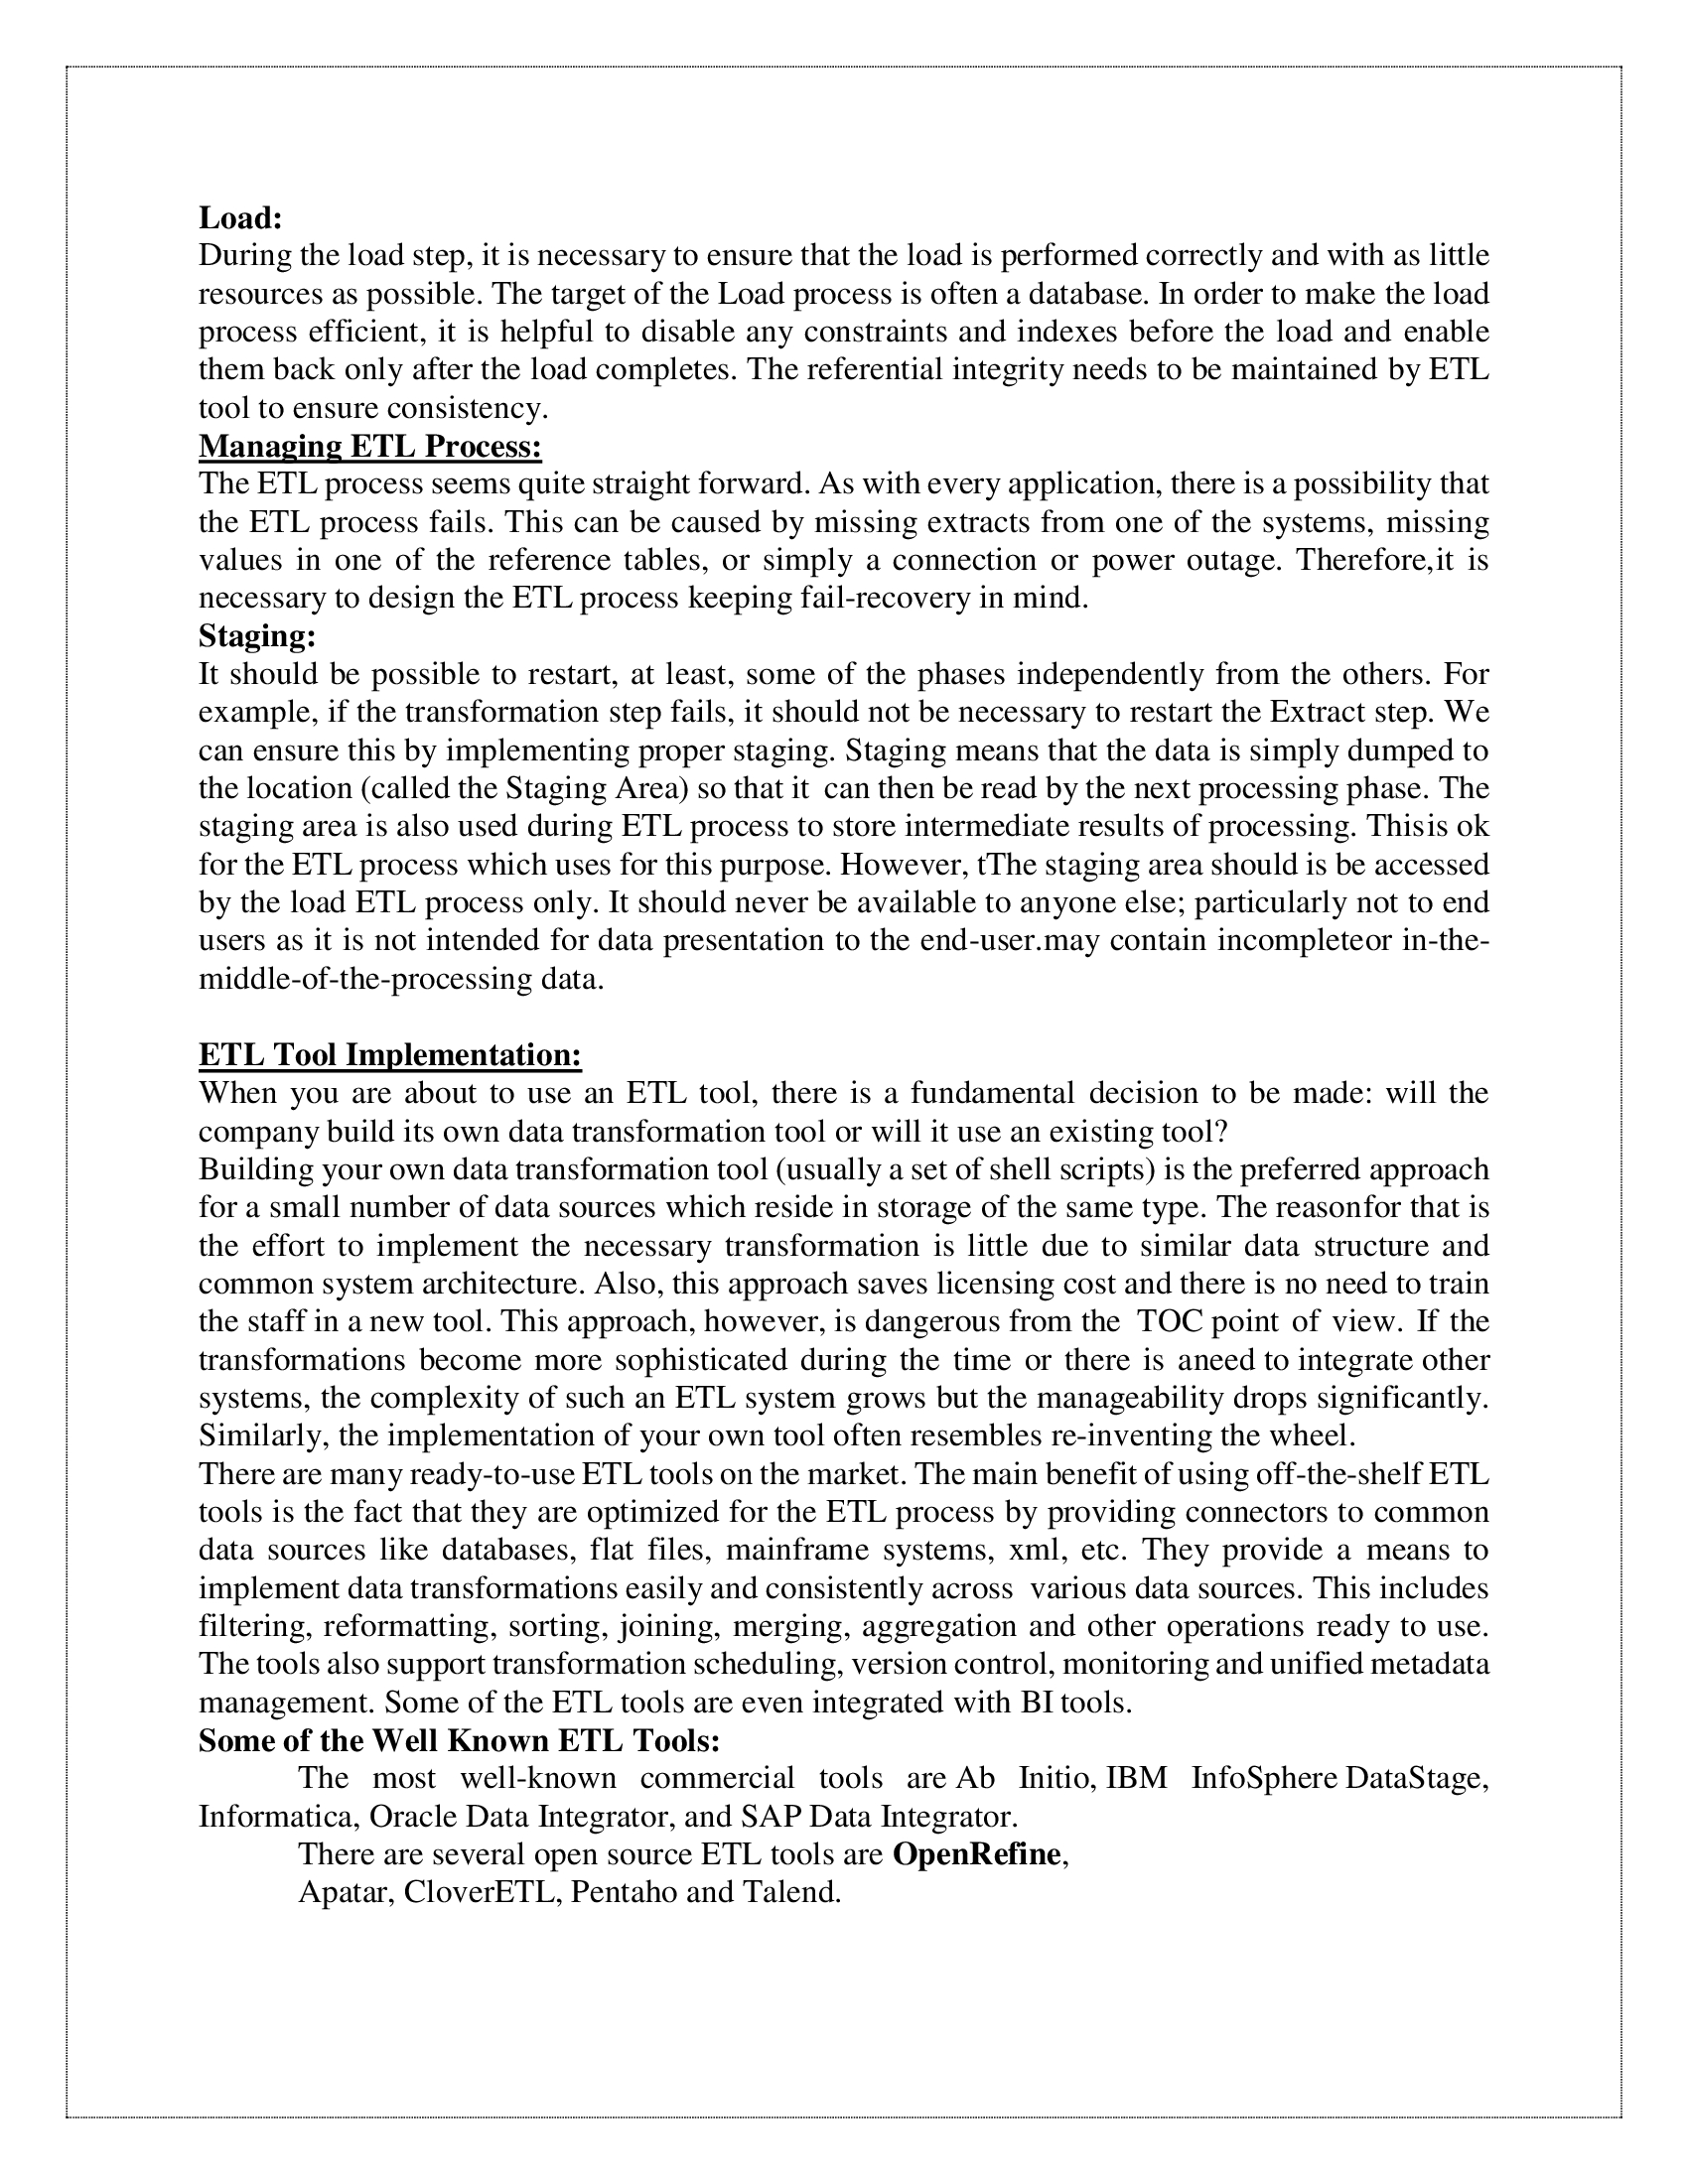 Load:
During the load step, it is necessary to ensure that the load is performed correctly and with as little
resources as possible. The target of the Load process is often a database. In order to make the load
process efficient, it is helpful to disable any constraints and indexes before the load and enable
them back only after the load completes. The referential integrity needs to be maintained by ETL
tool to ensure consistency.
Managing ETL Process:
The ETL process seems quite straight forward. As with every application, there is a possibility that
the ETL process fails. This can be caused by missing extracts from one of the systems, missing
values in one of the reference tables, or simply a connection or power outage. Therefore,it is
necessary to design the ETL process keeping fail-recovery in mind.
Staging:
It should be possible to restart, at least, some of the phases independently from the others. For
example, if the transformation step fails, it should not be necessary to restart the Extract step. We
can ensure this by implementing proper staging. Staging means that the data is simply dumped to
the location (called the Staging Area) so that it can then be read by the next processing phase. The
staging area is also used during ETL process to store intermediate results of processing. Thisis ok
for the ETL process which uses for this purpose. However, tThe staging area should is be accessed
by the load ETL process only. It should never be available to anyone else; particularly not to end
users as it is not intended for data presentation to the end-user.may contain incompleteor in-the-
middle-of-the-processing data.
ETL Tool Implementation:
When you are about to use an ETL tool, there is a fundamental decision to be made: will the
company build its own data transformation tool or will it use an existing tool?
Building your own data transformation tool (usually a set of shell scripts) is the preferred approach
for a small number of data sources which reside in storage of the same type. The reasonfor that is
the effort to implement the necessary transformation is little due to similar data structure and
common system architecture. Also, this approach saves licensing cost and there is no need to train
the staff in a new tool. This approach, however, is dangerous from the TOC point of view. If the
transformations become more sophisticated during the time or there is aneed to integrate other
systems, the complexity of such an ETL system grows but the manageability drops significantly.
Similarly, the implementation of your own tool often resembles re-inventing the wheel.
There are many ready-to-use ETL tools on the market. The main benefit of using off-the-shelf ETL
tools is the fact that they are optimized for the ETL process by providing connectors to common
data sources like databases, flat files, mainframe systems, xml, etc. They provide a means to
implement data transformations easily and consistently across various data sources. This includes
filtering, reformatting, sorting, joining, merging, aggregation and other operations ready to use.
The tools also support transformation scheduling, version control, monitoring and unified metadata
management. Some of the ETL tools are even integrated with BI tools.
Some of the Well Known ETL Tools:
The most well-known commercial tools are Ab Initio, IBM InfoSphere DataStage,
Informatica, Oracle Data Integrator, and SAP Data Integrator.
There are several open source ETL tools are OpenRefine,
Apatar, CloverETL, Pentaho and Talend.